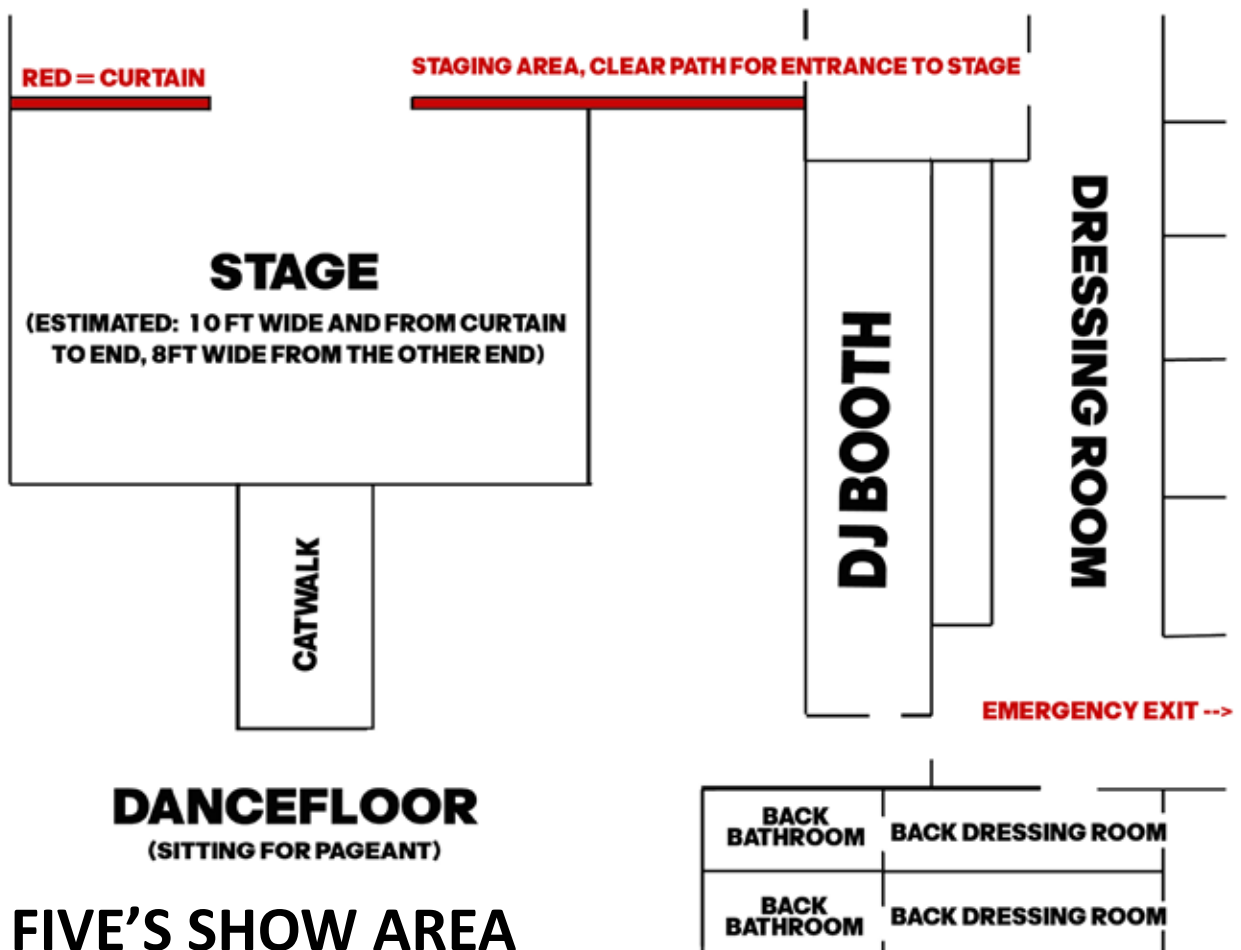 RED = CURTAIN
STAGING AREA, CLEAR PATH FOR ENTRANCE TO STAGE
STAGE
(ESTIMATED: 10 FT WIDE AND FROM CURTAIN
TO END, 8FT WIDE FROM THE OTHER END)
CATWALK
DJ BOOTH
DRESSING ROOM
EMERGENCY EXIT -->
DANCEFLOOR
(SITTING FOR PAGEANT)
BACK
BATHROOM
BACK DRESSING ROOM
BACK
BATHROOM
BACK DRESSING ROOM
FIVE'S SHOW AREA